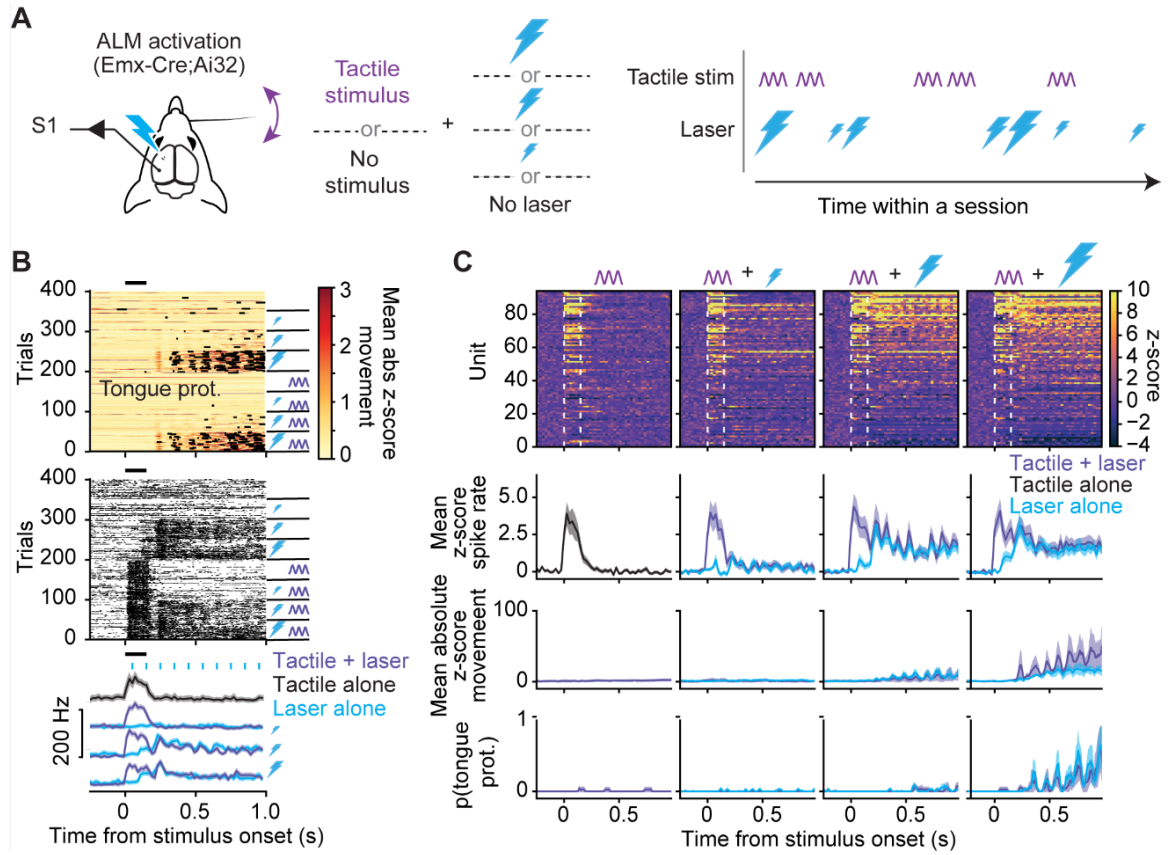 A
ALM activation
(Emx-Cre;Ai32)
S1
Tactile
stimulus
or
No
stimulus
+
or
or
or
No laser
Tactile stim
Laser
Time within a session
B
400
300
200
100
0
Trials
Tongue prot.
3
2
1
0
Mean abs z-score
movement
400
300
200
100
0
Trials
Tactile + laser
Tactile alone
Laser alone
200 Hz
0
0.5
1.0
Time from stimulus onset (s)
C
+
+
+
80
60
40
20
0
Unit
10
8
6
4
2
0
−2
−4
z-score
Tactile + laser
Tactile alone
Laser alone
5.0
2.5
0
Mean
z-score
spike rate
100
0
Mean absolute
z-score
movement
1
0
p(tongue
prot.)
0 0.5 0 0.5 0 0.5 0 0.5
Time from stimulus onset (s)